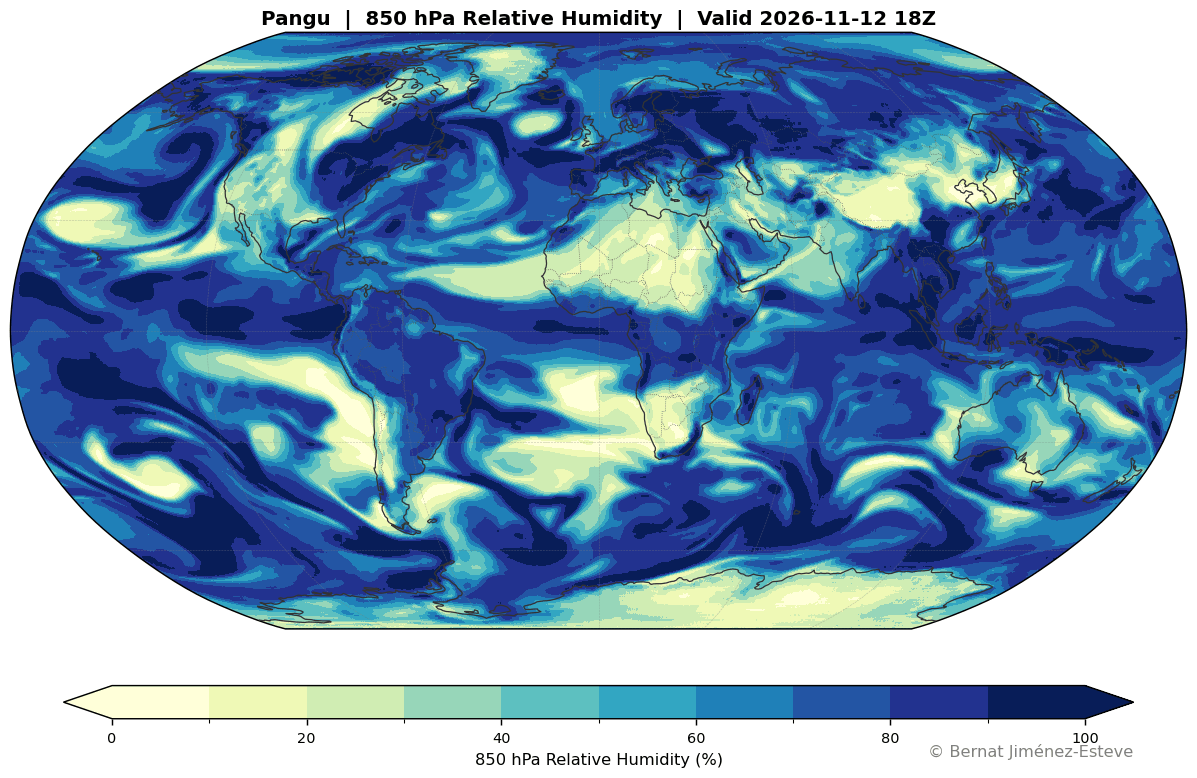 Pangu | 850 hPa Relative Humidity | Valid 2026-11-12 18Z
0 20 40 60 80 100
850 hPa Relative Humidity (%)
© Bernat Jiménez-Esteve